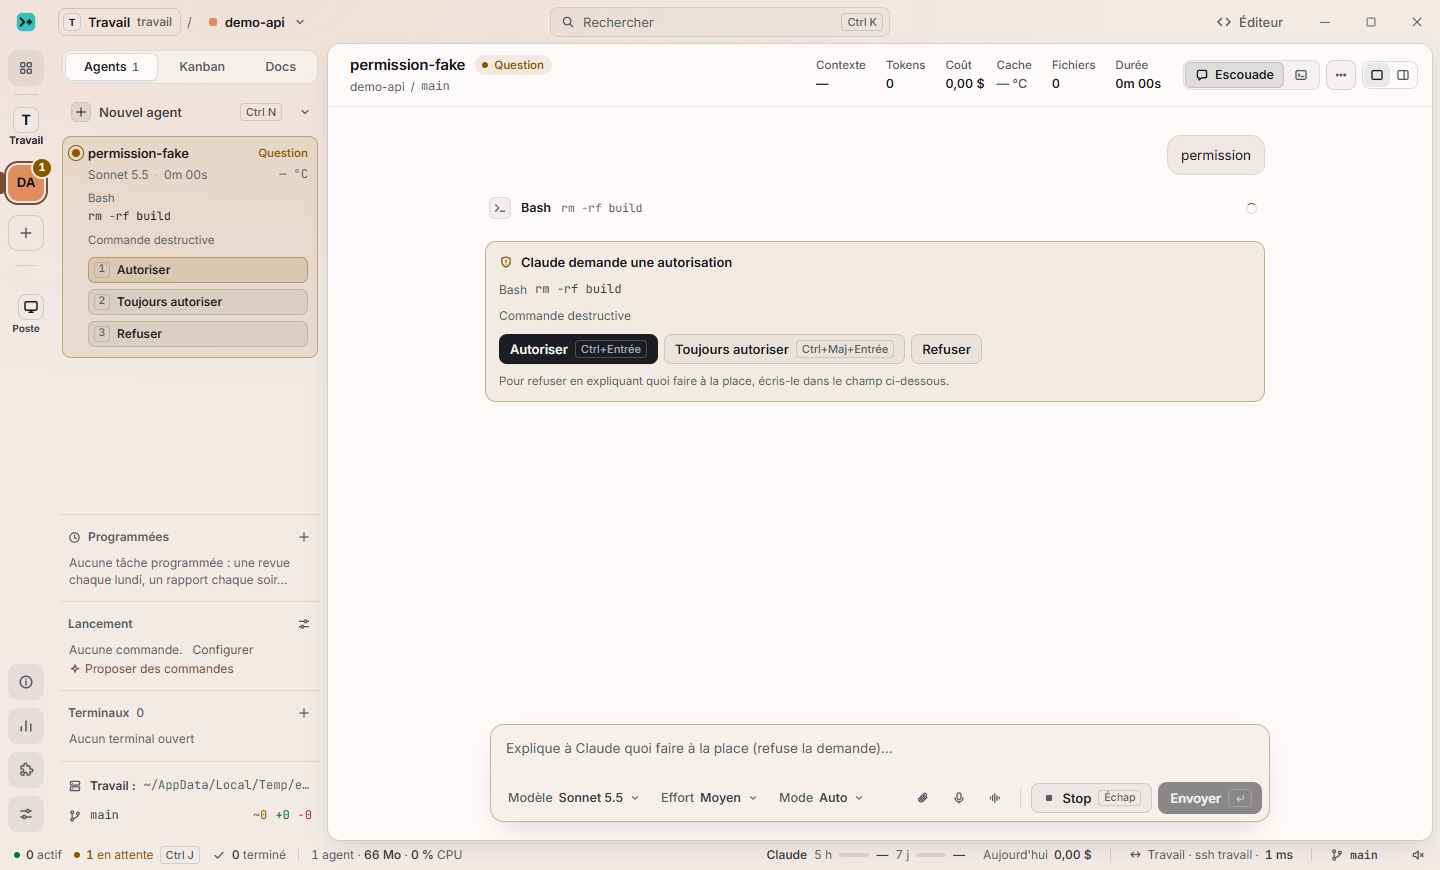 T Travail travail / demo-api
Rechercher Ctrl K
Éditeur
Agents 1 Kanban Docs
Nouvel agent Ctrl N
T
Travail
DA 1
Poste
permission-fake Question
Sonnet 5.5 · 0m 00s — °C
Bash
rm -rf build
Commande destructive
1 Autoriser
2 Toujours autoriser
3 Refuser
Programmées
Aucune tâche programmée : une revue
chaque lundi, un rapport chaque soir…
Lancement
Aucune commande. Configurer
Proposer des commandes
Terminaux 0
Aucun terminal ouvert
Travail : ~/AppData/Local/Temp/e…
main ~0 +0 -0
permission-fake Question
demo-api / main
Contexte Tokens Coût Cache Fichiers Durée
— 0 0,00 $ — °C 0 0m 00s
Escouade
permission
Bash rm -rf build
Claude demande une autorisation
Bash rm -rf build
Commande destructive
Autoriser Ctrl+Entrée Toujours autoriser Ctrl+Maj+Entrée Refuser
Pour refuser en expliquant quoi faire à la place, écris-le dans le champ ci-dessous.
Explique à Claude quoi faire à la place (refuse la demande)…
Modèle Sonnet 5.5 Effort Moyen Mode Auto Stop Échap Envoyer
0 actif 1 en attente Ctrl J 0 terminé 1 agent · 66 Mo · 0 % CPU
Claude 5 h — 7 j — Aujourd'hui 0,00 $ Travail · ssh travail · 1 ms main